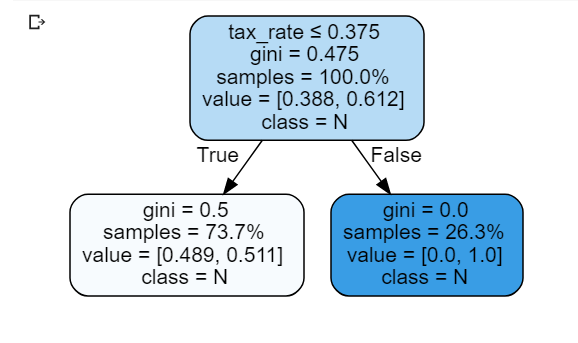 tax_rate ≤ 0.375
gini = 0.475
samples = 100.0%
value = [0.388, 0.612]
class = N
True
False
gini = 0.5
samples = 73.7%
value = [0.489, 0.511]
class = N
gini = 0.0
samples = 26.3%
value = [0.0, 1.0]
class = N